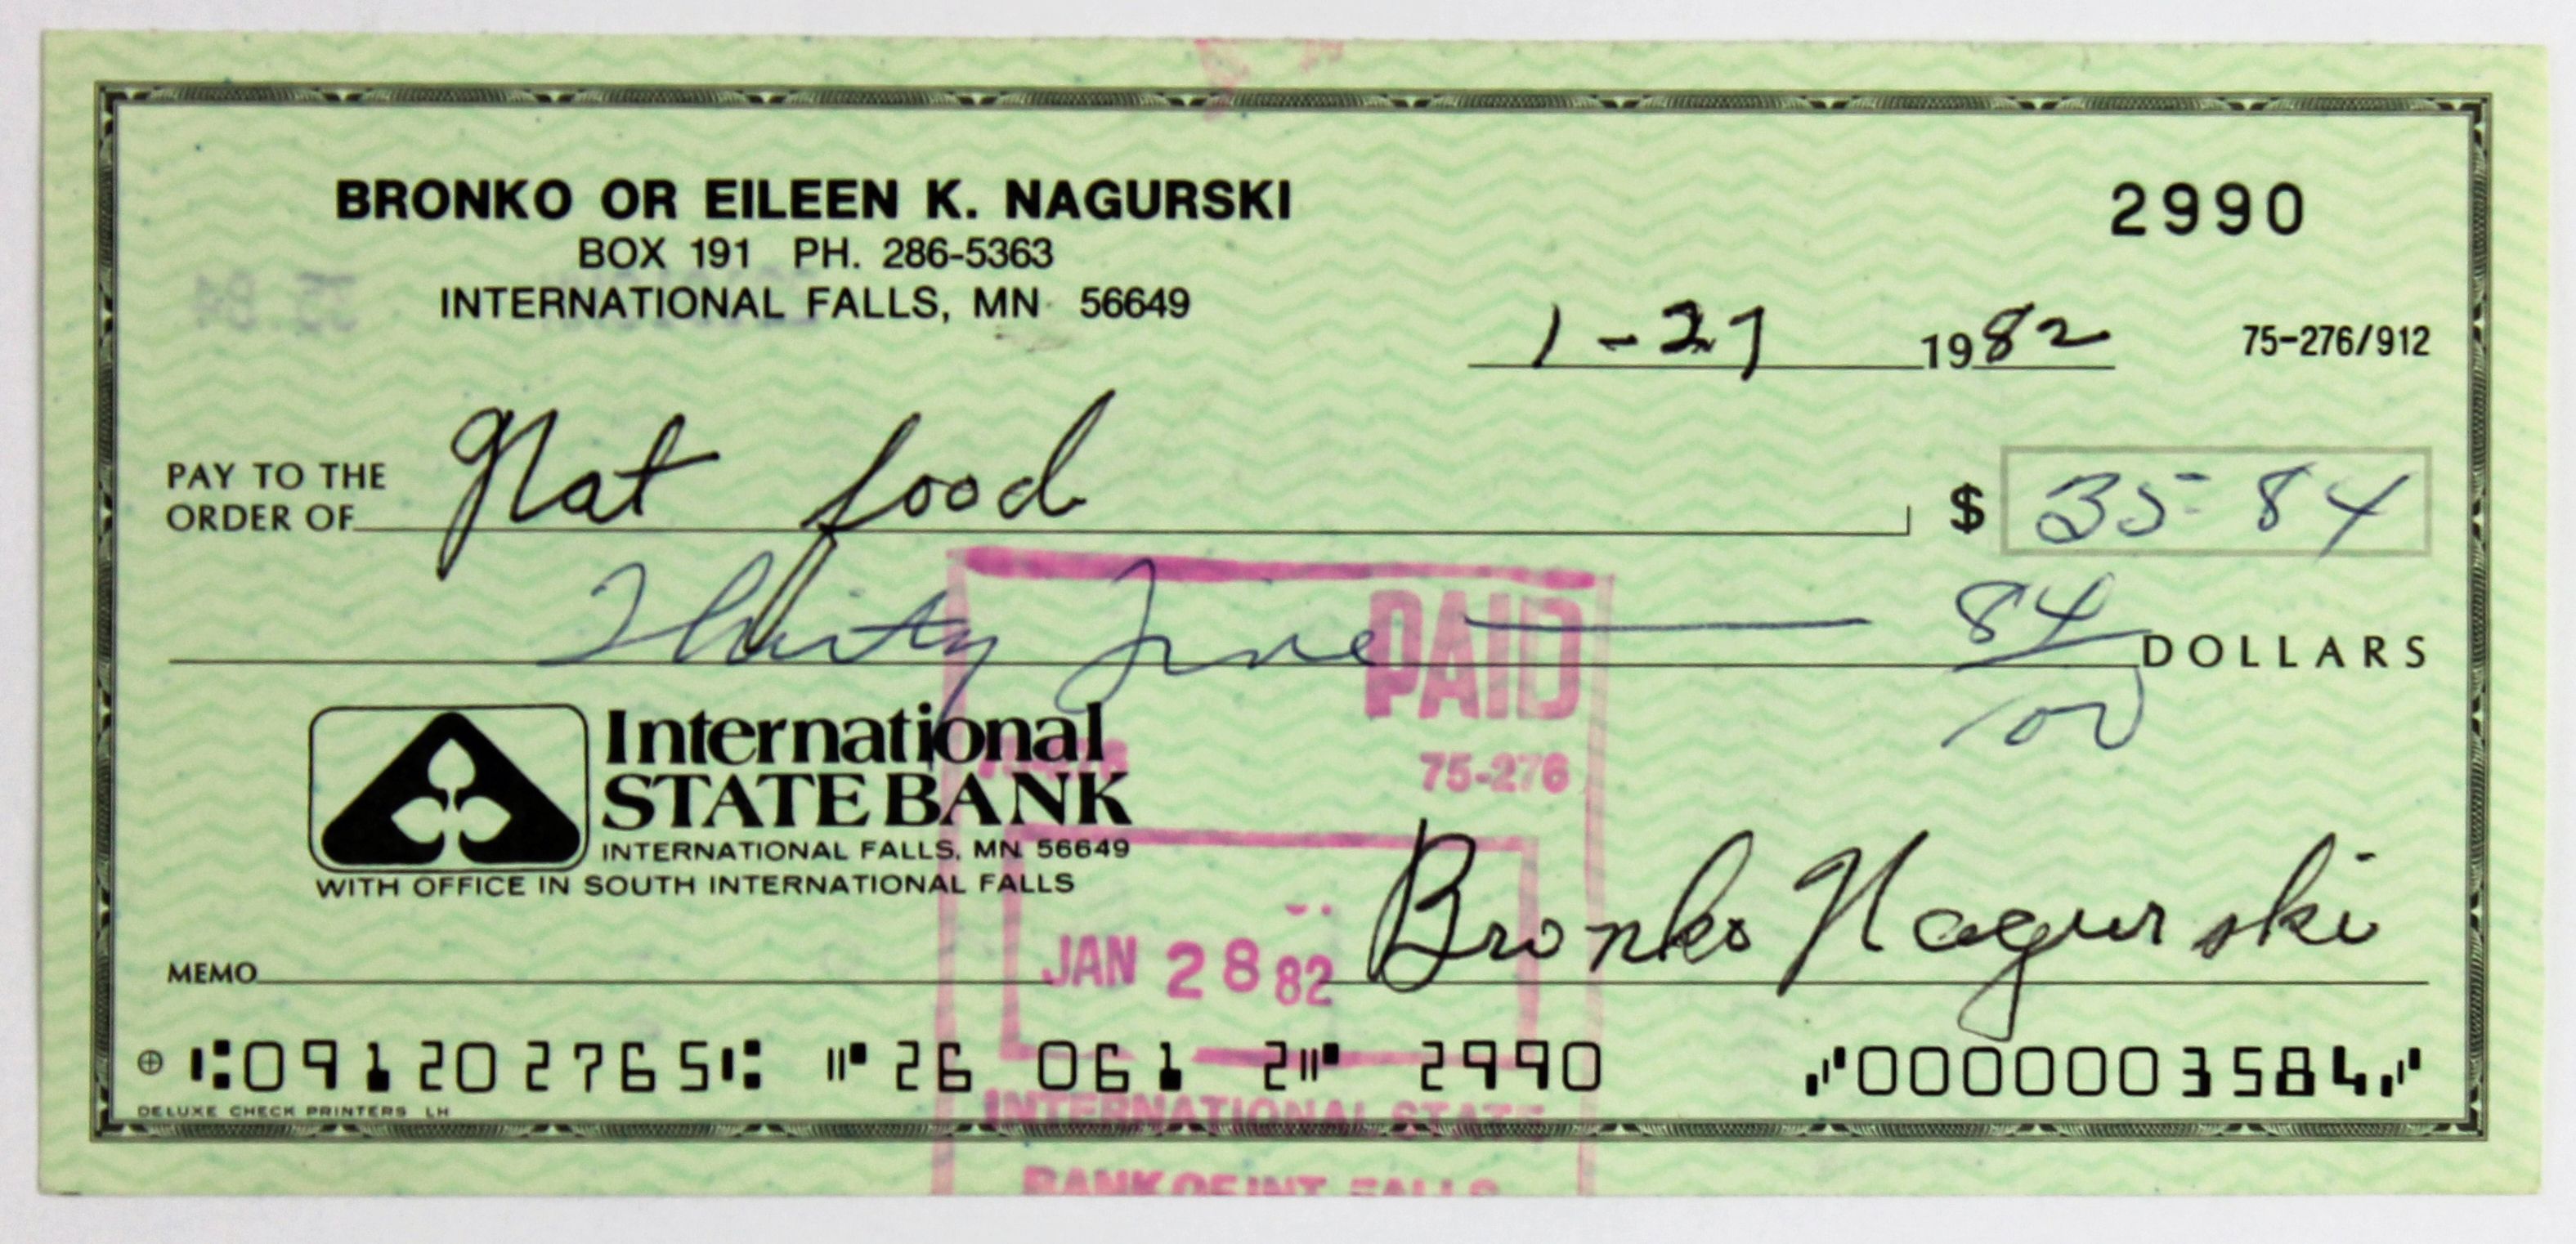 BRONKO OR EILEEN K. NAGURSKI
BOX 191 PH. 286-5363
INTERNATIONAL FALLS, MN 56649
2990
1-27 1982
75-276/912
PAY TO THE ORDER OF Nat food $ 35-84
Thirty Five 84/00 DOLLARS
PAID
75-276
International
STATE BANK
INTERNATIONAL FALLS, MN 56649
WITH OFFICE IN SOUTH INTERNATIONAL FALLS
JAN 28 82
Bronko Nagurski
MEMO
⑆091202765⑆ ⑈26 061 2⑈ 2990 ⑇0000003584⑇
DELUXE CHECK PRINTERS LH
INTERNATIONAL STATE
BANK OF INT. FALLS